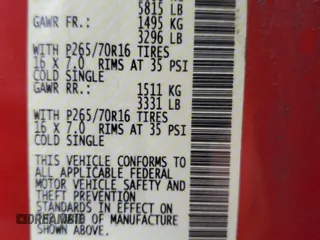 5815 LB
GAWR FR.: 1495 KG
3296 LB
WITH P265/70R16 TIRES
16 X 7.0 RIMS AT 35 PSI
COLD SINGLE
GAWR RR.: 1511 KG
3331 LB
WITH P265/70R16 TIRES
16 X 7.0 RIMS AT 35 PSI
COLD SINGLE
THIS VEHICLE CONFORMS TO
ALL APPLICABLE FEDERAL
MOTOR VEHICLE SAFETY AND
THEFT PREVENTION
STANDARDS IN EFFECT ON
DATE OF MANUFACTURE
SHOWN ABOVE.